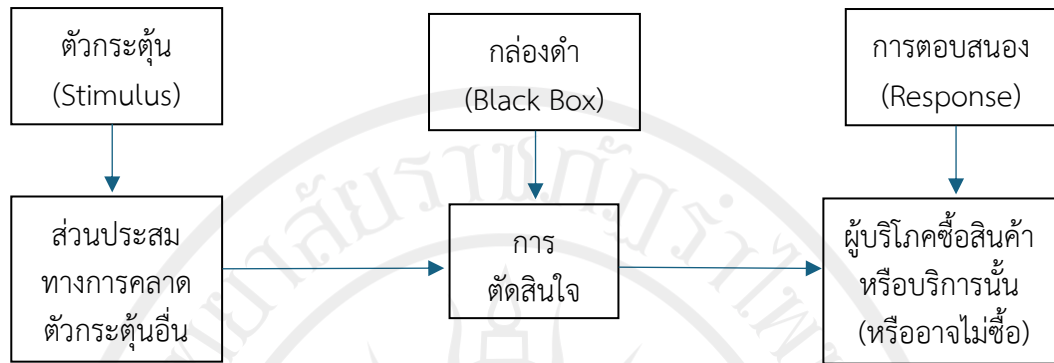 ตัวกระตุ้น
(Stimulus)
กล่องดำ
(Black Box)
การตอบสนอง
(Response)
ส่วนประสม
ทางการคลาด
ตัวกระตุ้นอื่น
การ
ตัดสินใจ
ผู้บริโภคซื้อสินค้า
หรือบริการนั้น
(หรืออาจไม่ซื้อ)